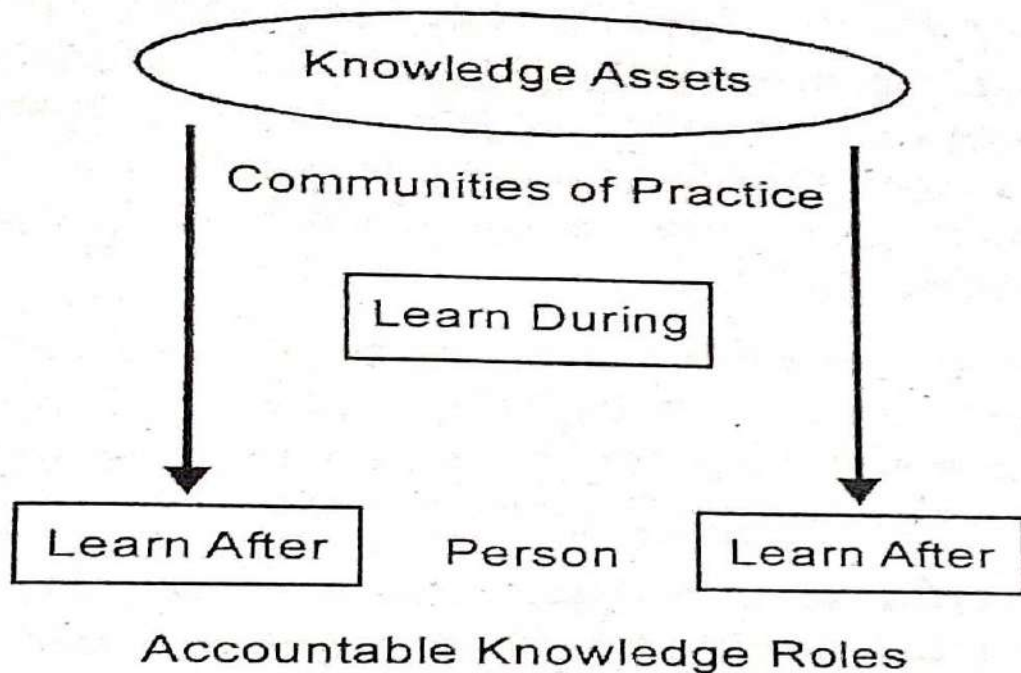 Knowledge Assets
Communities of Practice
Learn During
Learn After Person Learn After
Accountable Knowledge Roles